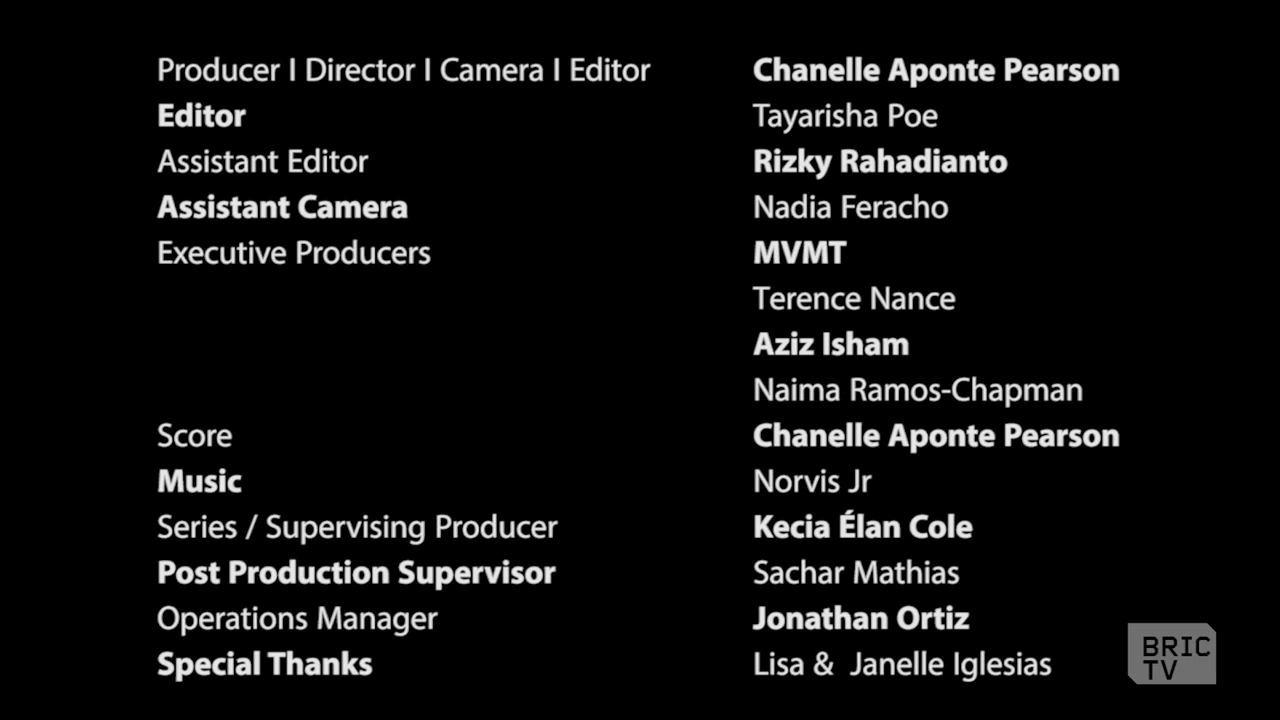 Producer I Director I Camera I Editor Chanelle Aponte Pearson
Editor Tayarisha Poe
Assistant Editor Rizky Rahadianto
Assistant Camera Nadia Feracho
Executive Producers MVMT
Terence Nance
Aziz Isham
Naima Ramos-Chapman
Score Chanelle Aponte Pearson
Music Norvis Jr
Series / Supervising Producer Kecia Élan Cole
Post Production Supervisor Sachar Mathias
Operations Manager Jonathan Ortiz
Special Thanks Lisa & Janelle Iglesias
BRIC
TV